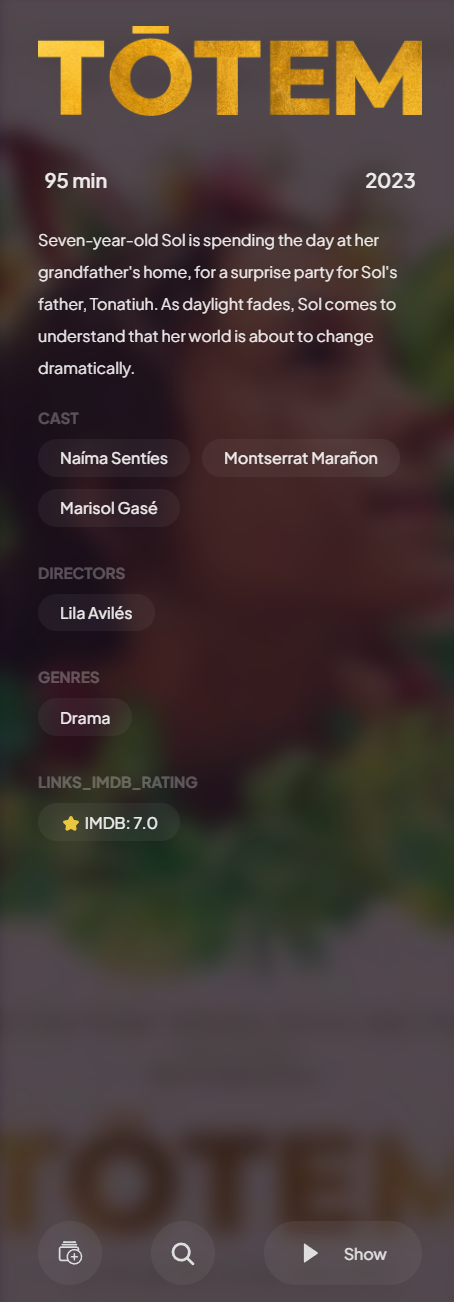 TŌTEM
95 min 2023
Seven-year-old Sol is spending the day at her
grandfather's home, for a surprise party for Sol's
father, Tonatiuh. As daylight fades, Sol comes to
understand that her world is about to change
dramatically.
CAST
Naíma Sentíes Montserrat Marañon
Marisol Gasé
DIRECTORS
Lila Avilés
GENRES
Drama
LINKS_IMDB_RATING
⭐ IMDB: 7.0
TŌTEM
Show